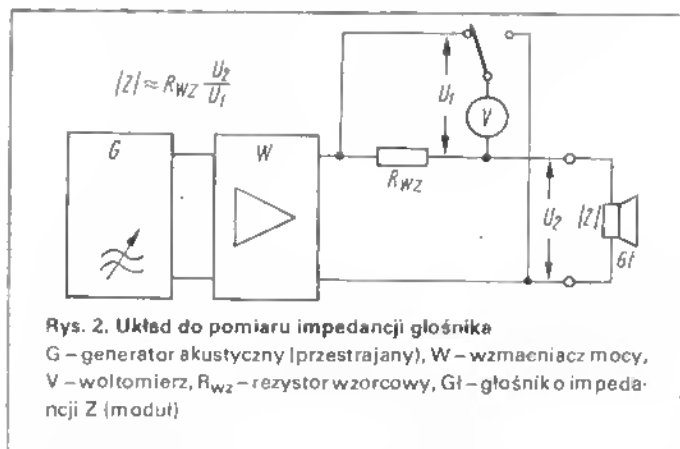 |Z| ≈ R_WZ U_2/U_1
G
W
U_1
V
R_WZ
U_2
|Z|
Gł
Rys. 2. Układ do pomiaru impedancji głośnika
G – generator akustyczny (przestrajany), W – wzmacniacz mocy,
V – woltomierz, R_WZ – rezystor wzorcowy, Gł – głośnik o impeda-
ncji Z (moduł)